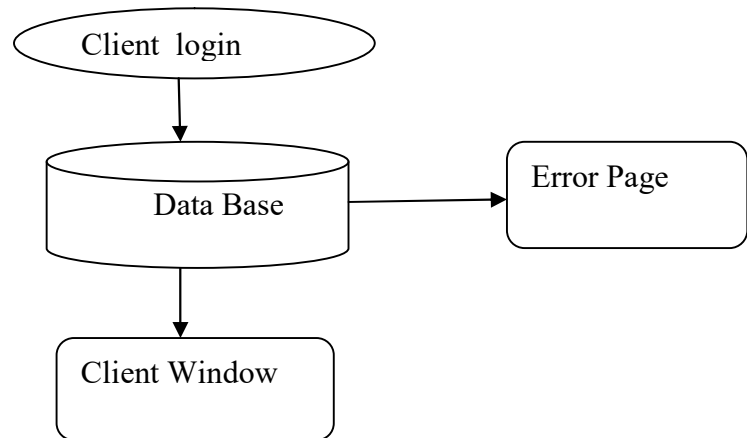 Client  login
Data Base
Error Page
Client Window